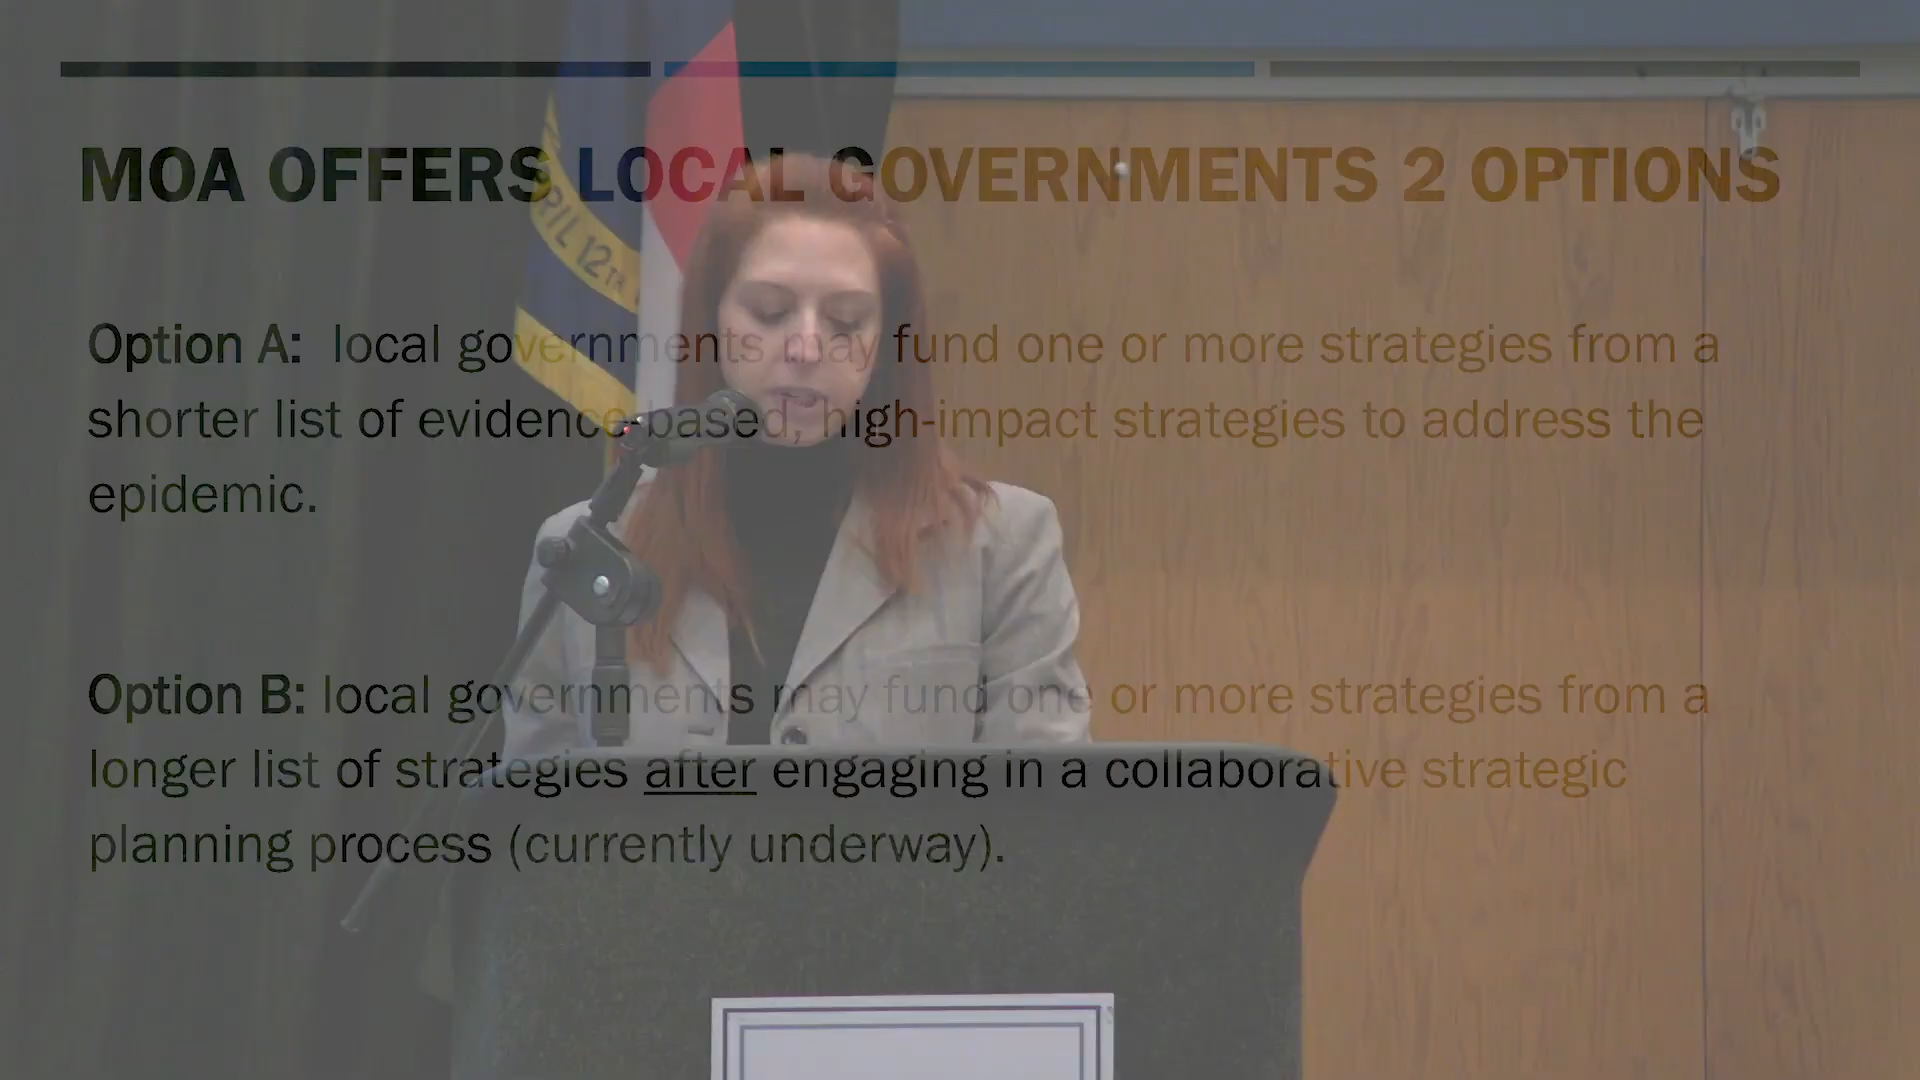 MOA OFFERS LOCAL GOVERNMENTS 2 OPTIONS
APRIL 12TH
Option A: local governments may fund one or more strategies from a
shorter list of evidence-based, high-impact strategies to address the
epidemic.
Option B: local governments may fund one or more strategies from a
longer list of strategies after engaging in a collaborative strategic
planning process (currently underway).